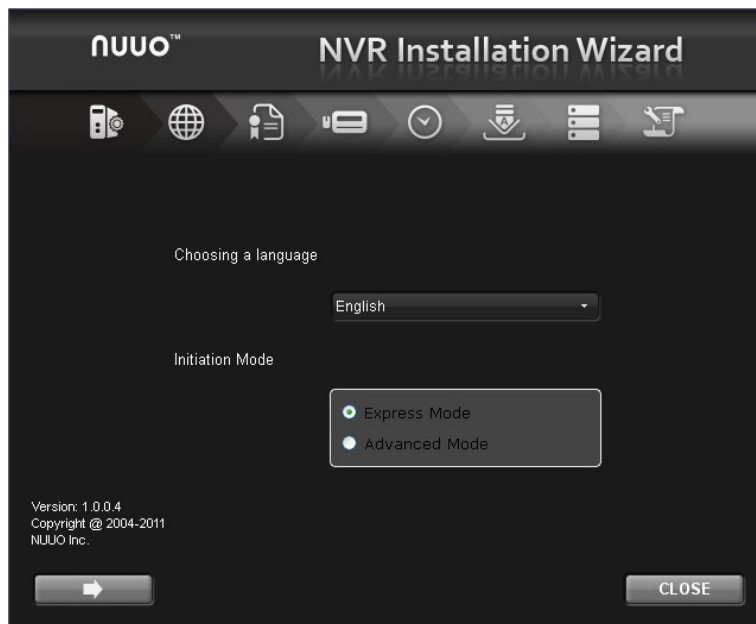 nuuo™
NVR Installation Wizard
Choosing a language
English
Initiation Mode
Express Mode
Advanced Mode
Version: 1.0.0.4
Copyright @ 2004-2011
NUUO Inc.
CLOSE